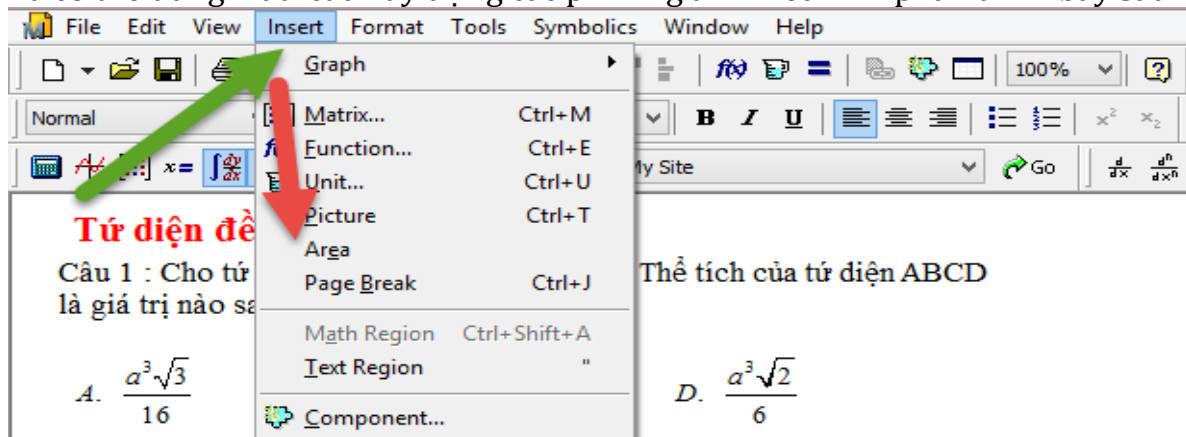 File Edit View Insert Format Tools Symbolics Window Help
Graph
100%
Normal
Matrix... Ctrl+M
B I U
x² ×₂
Function... Ctrl+E
x=
My Site
Go
Unit... Ctrl+U
Picture Ctrl+T
Area
Page Break Ctrl+J
Math Region Ctrl+Shift+A
Text Region "
Component...
Tứ diện đề
Câu 1 : Cho tứ
Thể tích của tứ diện ABCD
là giá trị nào sa
A. a³√3
16
D. a³√2
6